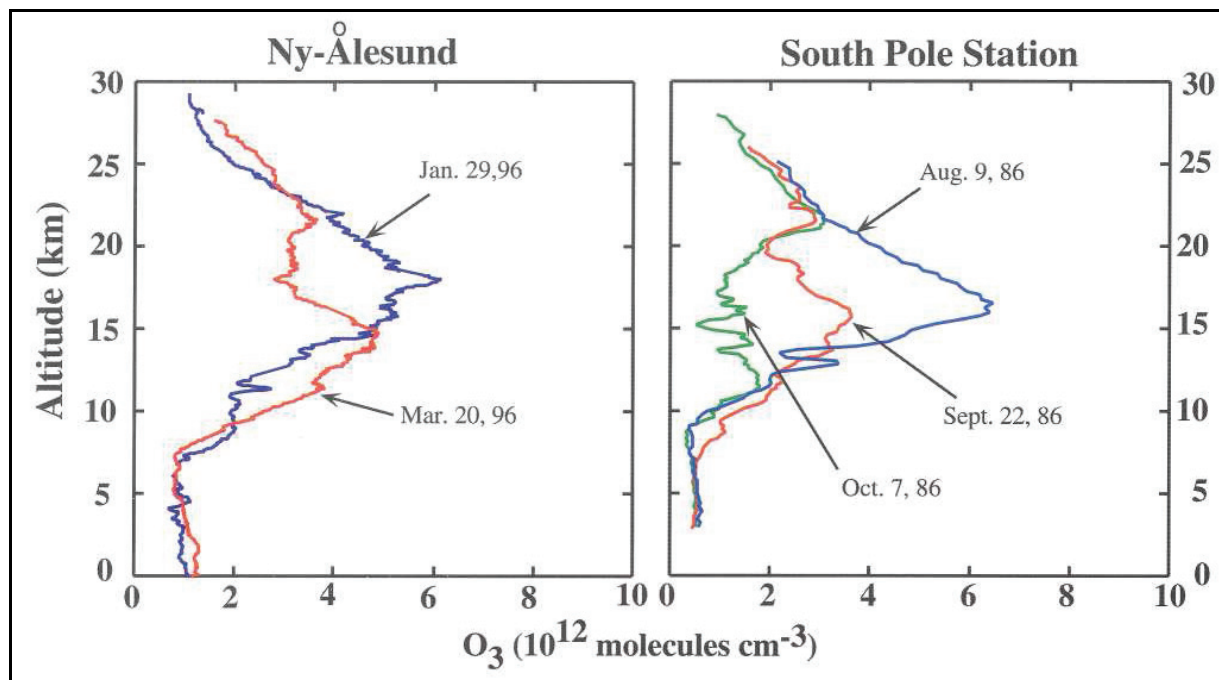 Ny-Ålesund
South Pole Station
30
25
20
15
10
5
0
Altitude (km)
Jan. 29,96
Mar. 20, 96
0 2 4 6 8 10
Aug. 9, 86
Sept. 22, 86
Oct. 7, 86
30
25
20
15
10
5
0
0 2 4 6 8 10
O3 (10^12 molecules cm^-3)